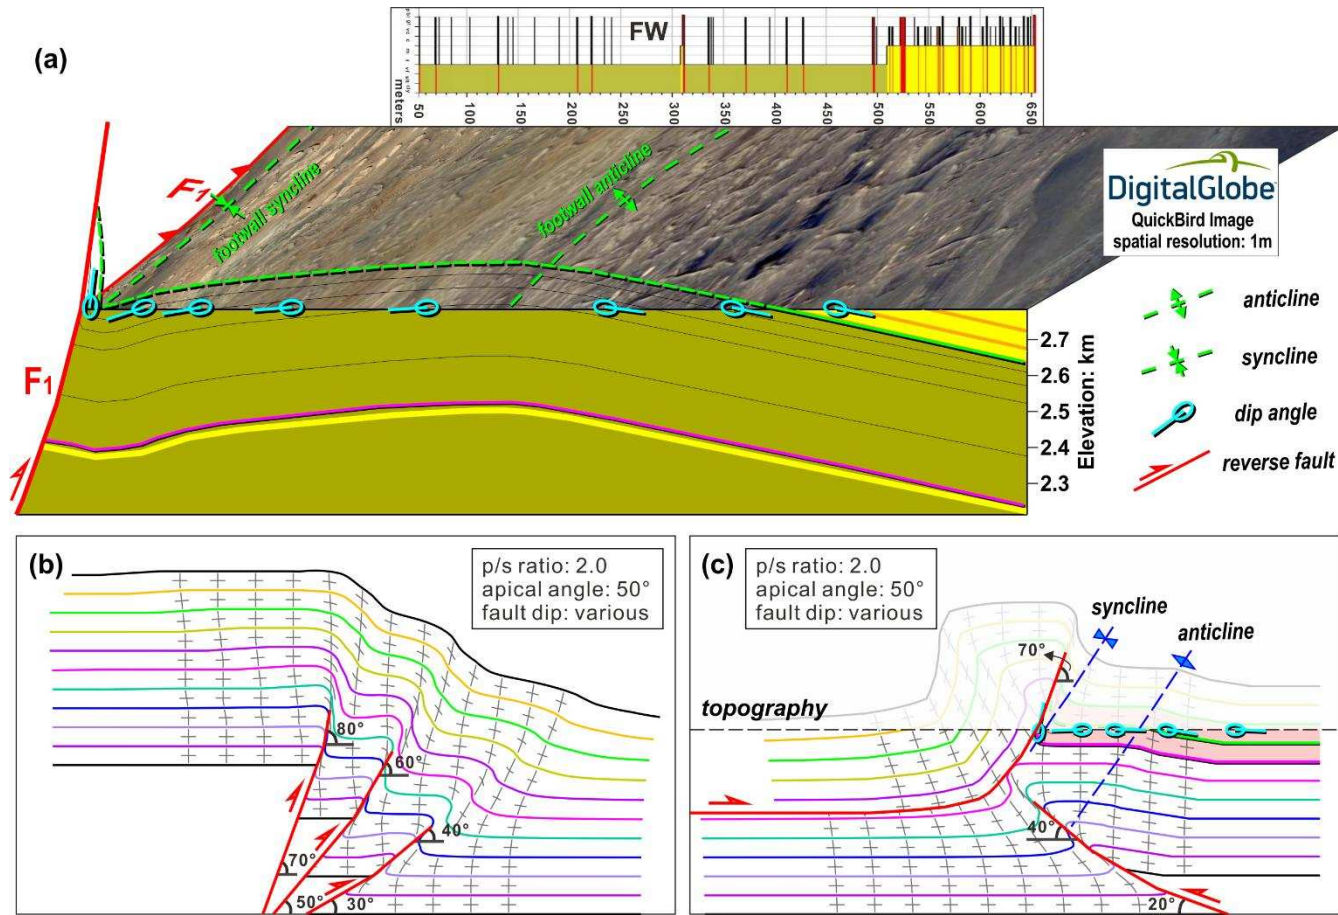 (a)
FW
meters
50
100
150
200
250
300
350
400
450
500
550
600
650
F1
footwall syncline
footwall anticline
DigitalGlobe
QuickBird Image
spatial resolution: 1m
anticline
syncline
dip angle
reverse fault
F1
2.7
2.6
2.5
2.4
2.3
Elevation: km
(b)
p/s ratio: 2.0
apical angle: 50°
fault dip: various
80°
60°
40°
70°
50°
30°
(c)
p/s ratio: 2.0
apical angle: 50°
fault dip: various
syncline
anticline
70°
topography
40°
20°